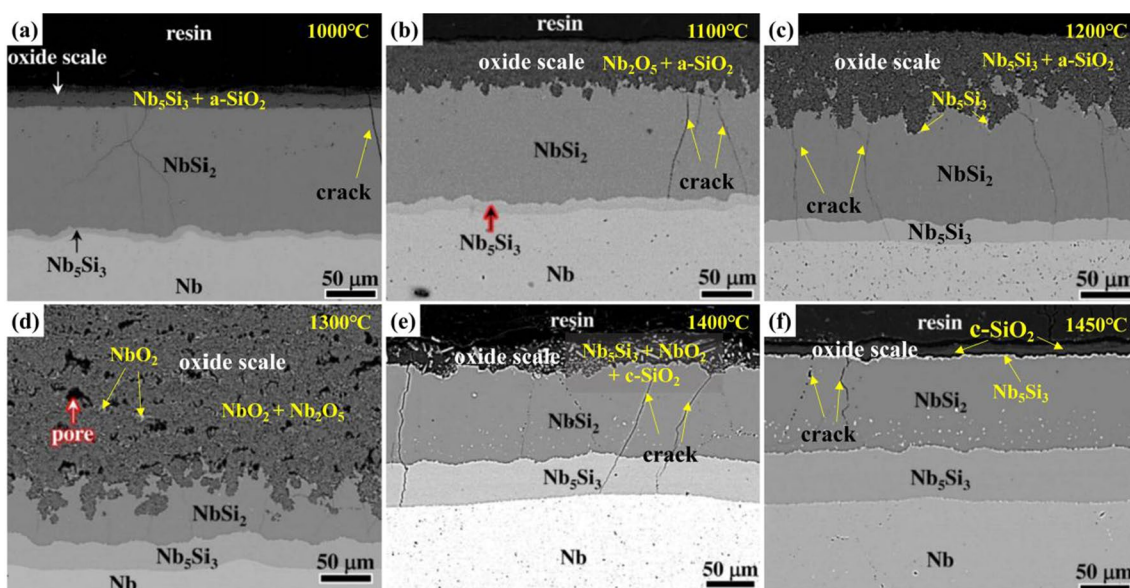 (a)
resin
1000°C
oxide scale
Nb₅Si₃ + a-SiO₂
NbSi₂
crack
Nb₅Si₃
Nb
50 μm
(b)
resin
1100°C
oxide scale
Nb₂O₅ + a-SiO₂
NbSi₂
crack
Nb₅Si₃
Nb
50 μm
(c)
resin
1200°C
oxide scale
Nb₅Si₃ + a-SiO₂
Nb₅Si₃
NbSi₂
crack
Nb₅Si₃
50 μm
(d)
1300°C
NbO₂
oxide scale
NbO₂ + Nb₂O₅
pore
NbSi₂
Nb₅Si₃
Nb
50 μm
(e)
resin
1400°C
oxide scale
Nb₅Si₃ + NbO₂
+ c-SiO₂
NbSi₂
crack
Nb₅Si₃
Nb
50 μm
(f)
resin
1450°C
c-SiO₂
oxide scale
Nb₅Si₃
NbSi₂
crack
Nb₅Si₃
Nb
50 μm